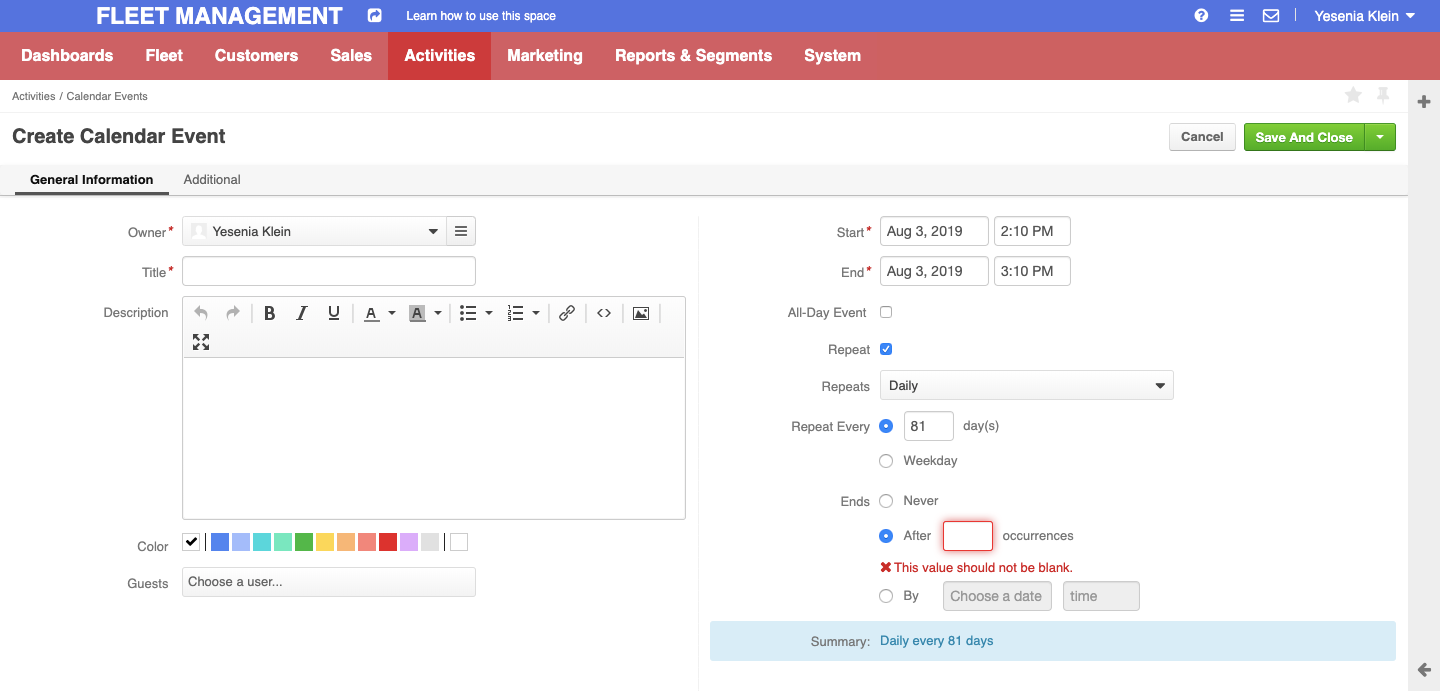 FLEET MANAGEMENT Learn how to use this space Yesenia Klein
Dashboards Fleet Customers Sales Activities Marketing Reports & Segments System
Activities / Calendar Events
Create Calendar Event Cancel Save And Close
General Information Additional
Owner* Yesenia Klein
Title*
Description
B I U A A
Color
Guests Choose a user...
Start* Aug 3, 2019 2:10 PM
End* Aug 3, 2019 3:10 PM
All-Day Event
Repeat
Repeats Daily
Repeat Every 81 day(s)
Weekday
Ends Never
After occurrences
This value should not be blank.
By Choose a date time
Summary: Daily every 81 days